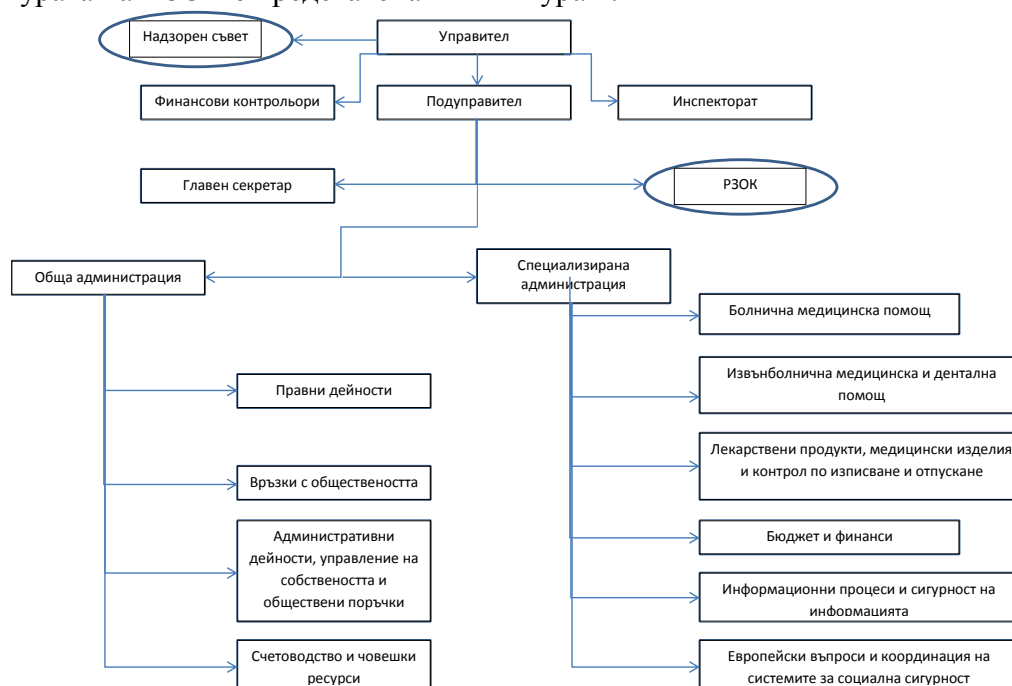 Надзорен съвет
Управител
Финансови контрольори
Подуправител
Инспекторат
Главен секретар
РЗОК
Обща администрация
Специализирана
администрация
Болнична медицинска помощ
Правни дейности
Извънболнична медицинска и дентална
помощ
Лекарствени продукти, медицински изделия
и контрол по изписване и отпускане
Връзки с обществеността
Административни
дейности, управление на
собствеността и
обществени поръчки
Бюджет и финанси
Информационни процеси и сигурност на
информацията
Счетоводство и човешки
ресурси
Европейски въпроси и координация на
системите за социална сигурност